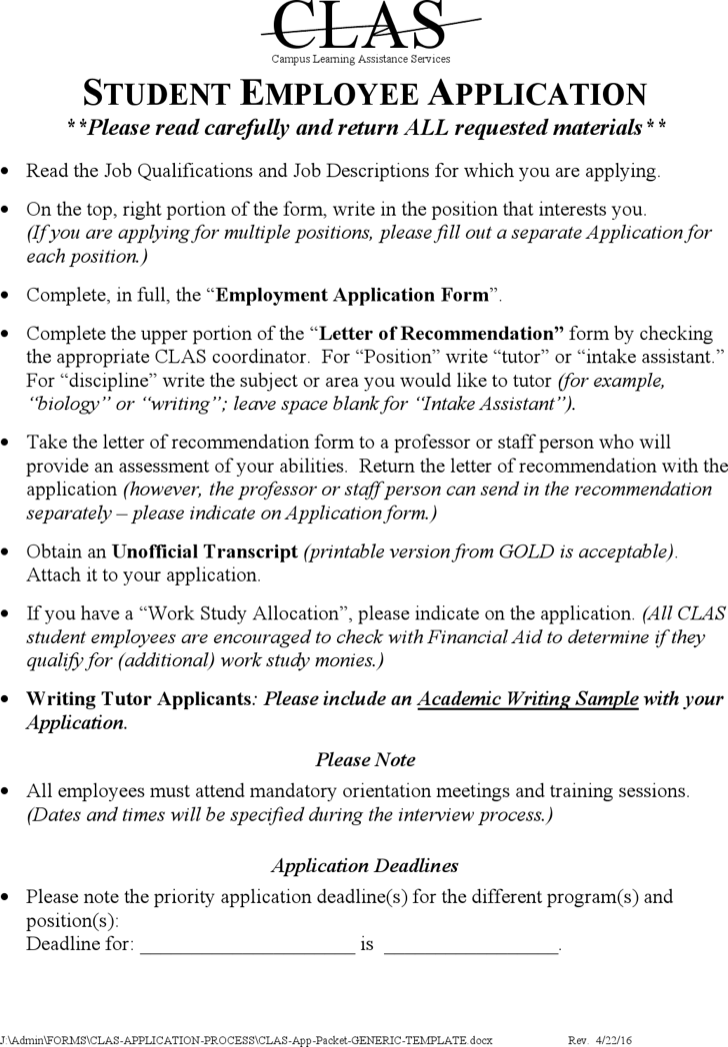 CLAS
Campus Learning Assistance Services
STUDENT EMPLOYEE APPLICATION
**Please read carefully and return ALL requested materials**
• Read the Job Qualifications and Job Descriptions for which you are applying.
• On the top, right portion of the form, write in the position that interests you.
(If you are applying for multiple positions, please fill out a separate Application for
each position.)
• Complete, in full, the “Employment Application Form”.
• Complete the upper portion of the “Letter of Recommendation” form by checking
the appropriate CLAS coordinator. For “Position” write “tutor” or “intake assistant.”
For “discipline” write the subject or area you would like to tutor (for example,
“biology” or “writing”; leave space blank for “Intake Assistant”).
• Take the letter of recommendation form to a professor or staff person who will
provide an assessment of your abilities. Return the letter of recommendation with the
application (however, the professor or staff person can send in the recommendation
separately – please indicate on Application form.)
• Obtain an Unofficial Transcript (printable version from GOLD is acceptable).
Attach it to your application.
• If you have a “Work Study Allocation”, please indicate on the application. (All CLAS
student employees are encouraged to check with Financial Aid to determine if they
qualify for (additional) work study monies.)
• Writing Tutor Applicants: Please include an Academic Writing Sample with your
Application.
Please Note
• All employees must attend mandatory orientation meetings and training sessions.
(Dates and times will be specified during the interview process.)
Application Deadlines
• Please note the priority application deadline(s) for the different program(s) and
position(s):
Deadline for: ______________________ is __________________.
J:\Admin\FORMS\CLAS-APPLICATION-PROCESS\CLAS-App-Packet-GENERIC-TEMPLATE.docx Rev. 4/22/16